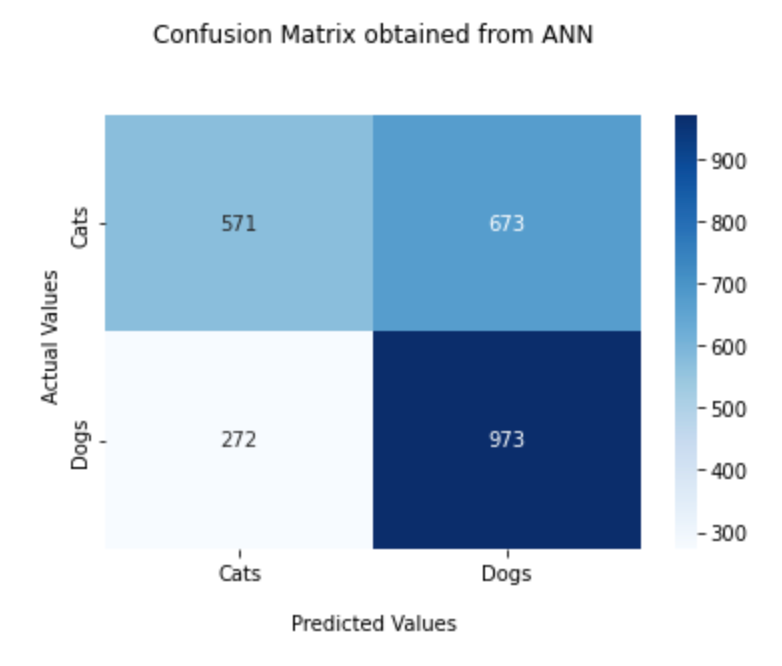 Confusion Matrix obtained from ANN
Actual Values
Cats
571
673
Dogs
272
973
Cats
Dogs
Predicted Values
900
800
700
600
500
400
300